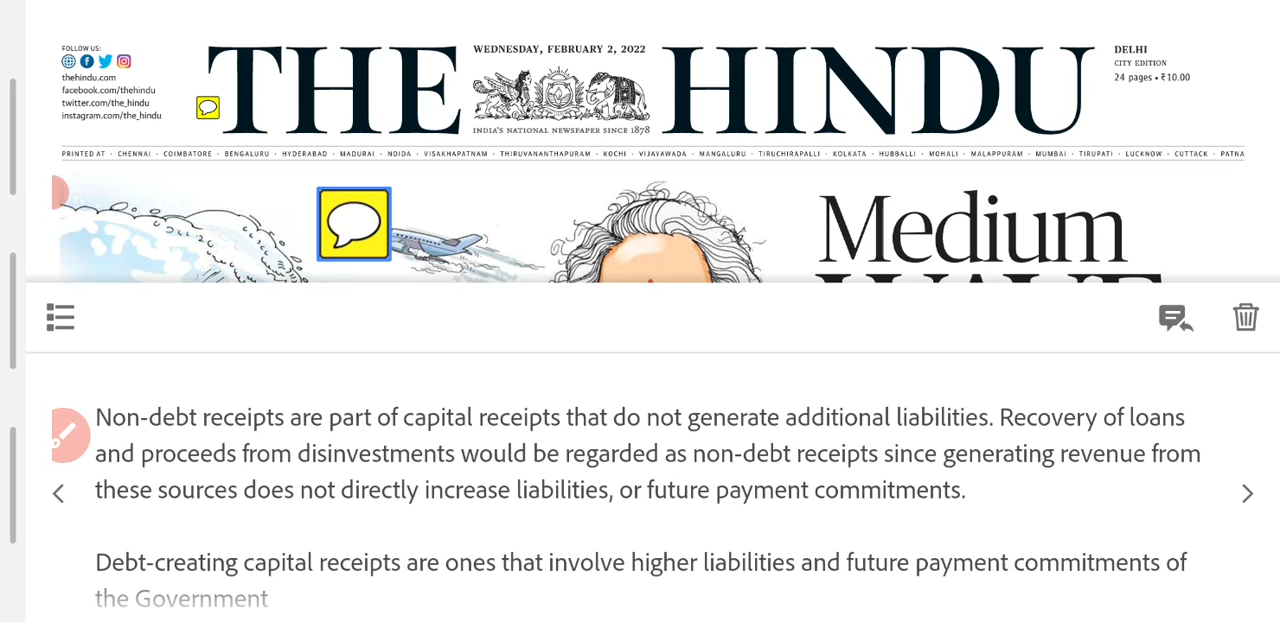 FOLLOW US:
thehindu.com
facebook.com/thehindu
twitter.com/the_hindu
instagram.com/the_hindu
THE HINDU
WEDNESDAY, FEBRUARY 2, 2022
INDIA'S NATIONAL NEWSPAPER SINCE 1878
DELHI
CITY EDITION
24 pages • ₹10.00
PRINTED AT · CHENNAI · COIMBATORE · BENGALURU · HYDERABAD · MADURAI · NOIDA · VISAKHAPATNAM · THIRUVANANTHAPURAM · KOCHI · VIJAYAWADA · MANGALURU · TIRUCHIRAPALLI · KOLKATA · HUBBALLI · MOHALI · MALAPPURAM · MUMBAI · TIRUPATI · LUCKNOW · CUTTACK · PATNA
Medium
Non-debt receipts are part of capital receipts that do not generate additional liabilities. Recovery of loans
and proceeds from disinvestments would be regarded as non-debt receipts since generating revenue from
these sources does not directly increase liabilities, or future payment commitments.
Debt-creating capital receipts are ones that involve higher liabilities and future payment commitments of
the Government